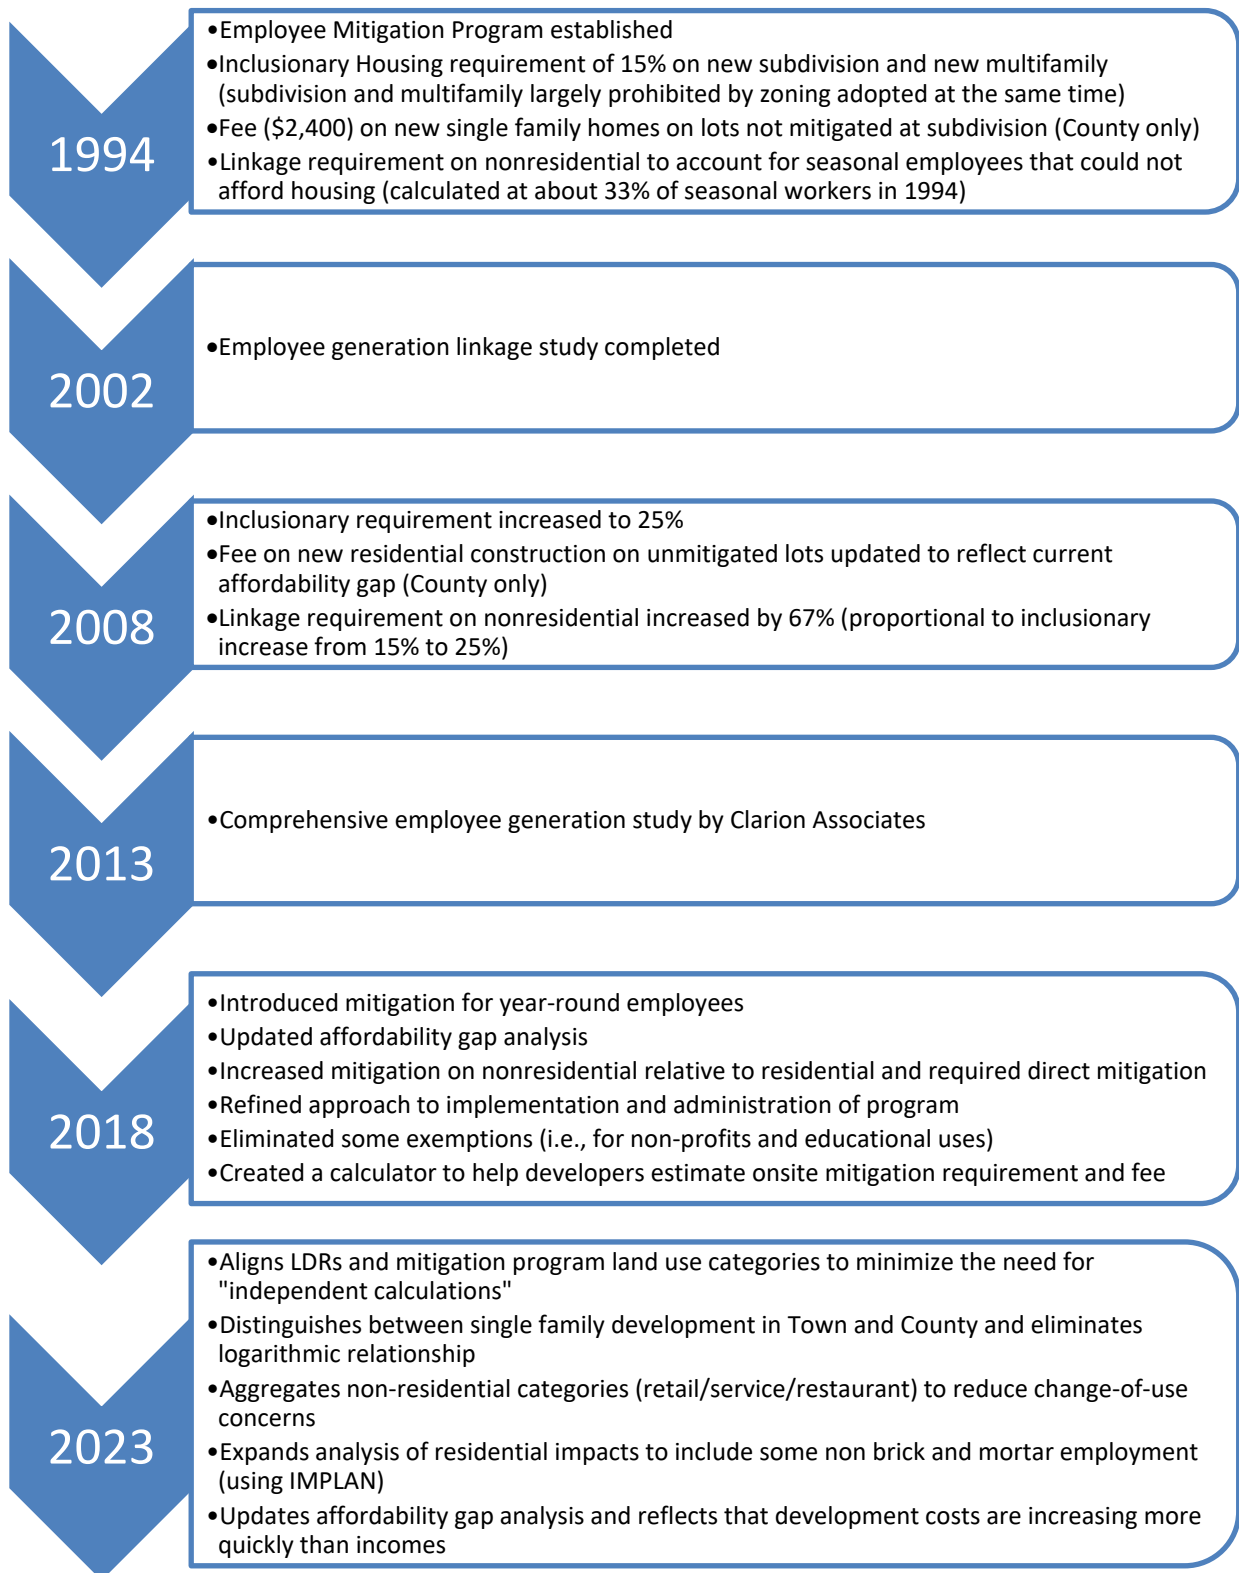 1994
•Employee Mitigation Program established
•Inclusionary Housing requirement of 15% on new subdivision and new multifamily
(subdivision and multifamily largely prohibited by zoning adopted at the same time)
•Fee ($2,400) on new single family homes on lots not mitigated at subdivision (County only)
•Linkage requirement on nonresidential to account for seasonal employees that could not
afford housing (calculated at about 33% of seasonal workers in 1994)
2002
•Employee generation linkage study completed
2008
•Inclusionary requirement increased to 25%
•Fee on new residential construction on unmitigated lots updated to reflect current
affordability gap (County only)
•Linkage requirement on nonresidential increased by 67% (proportional to inclusionary
increase from 15% to 25%)
2013
•Comprehensive employee generation study by Clarion Associates
2018
•Introduced mitigation for year-round employees
•Updated affordability gap analysis
•Increased mitigation on nonresidential relative to residential and required direct mitigation
•Refined approach to implementation and administration of program
•Eliminated some exemptions (i.e., for non-profits and educational uses)
•Created a calculator to help developers estimate onsite mitigation requirement and fee
2023
•Aligns LDRs and mitigation program land use categories to minimize the need for
"independent calculations"
•Distinguishes between single family development in Town and County and eliminates
logarithmic relationship
•Aggregates non-residential categories (retail/service/restaurant) to reduce change-of-use
concerns
•Expands analysis of residential impacts to include some non brick and mortar employment
(using IMPLAN)
•Updates affordability gap analysis and reflects that development costs are increasing more
quickly than incomes